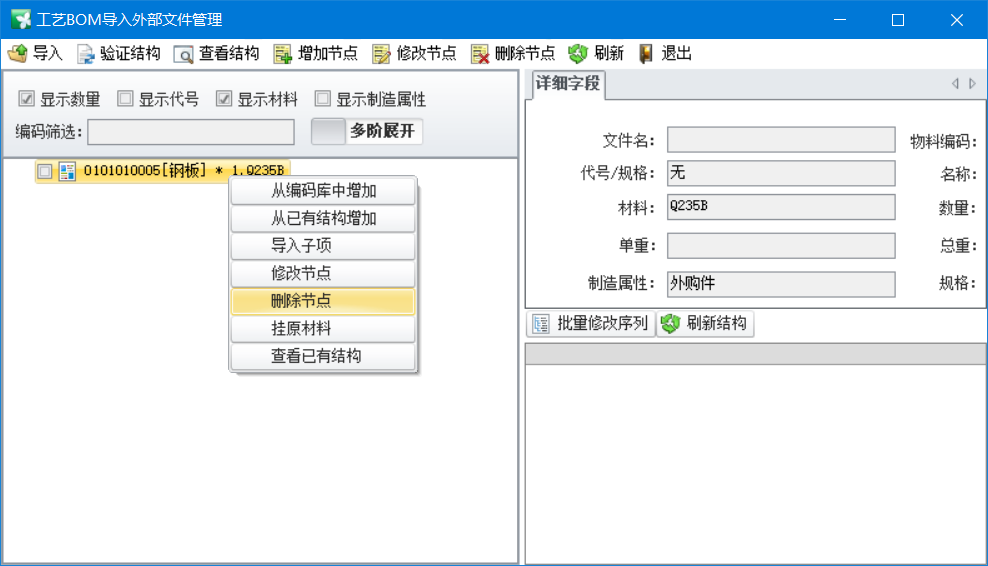 工艺BOM导入外部文件管理
导入 验证结构 查看结构 增加节点 修改节点 删除节点 刷新 退出
显示数量 显示代号 显示材料 显示制造属性
编码筛选: 多阶展开
0101010005[钢板] * 1,Q235B
从编码库中增加
从已有结构增加
导入子项
修改节点
删除节点
挂原材料
查看已有结构
详细字段
文件名: 物料编码:
代号/规格: 无 名称:
材料: Q235B 数量:
单重: 总重:
制造属性: 外购件 规格:
批量修改序列 刷新结构